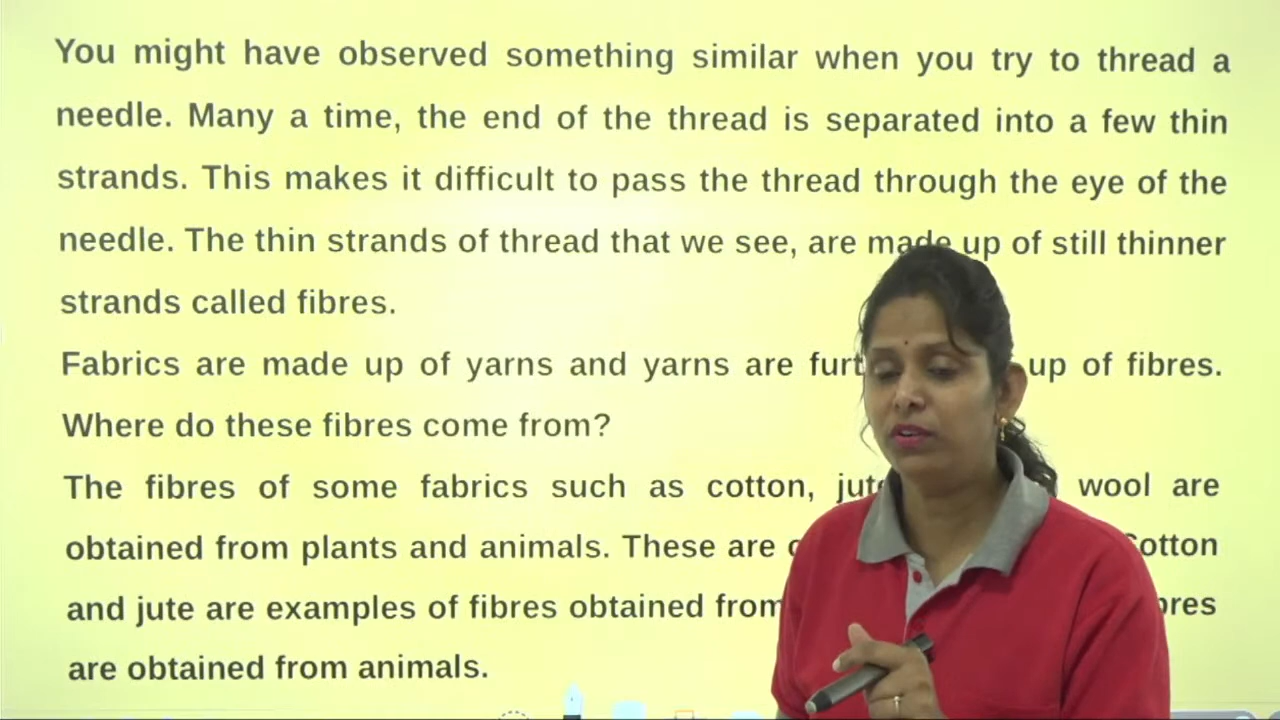 You might have observed something similar when you try to thread a
needle. Many a time, the end of the thread is separated into a few thin
strands. This makes it difficult to pass the thread through the eye of the
needle. The thin strands of thread that we see, are made up of still thinner
strands called fibres.
Fabrics are made up of yarns and yarns are up of fibres.
Where do these fibres come from?
The fibres of some fabrics such as cotton, jute wool are
obtained from plants and animals. These are Cotton
and jute are examples of fibres obtained from
are obtained from animals.